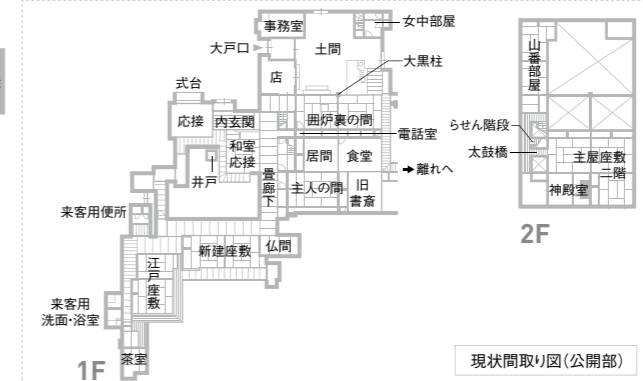 事務室
女中部屋
大戸口
土間
大黒柱
店
式台
応接
内玄関
囲炉裏の間
電話室
和室
応接
居間
食堂
離れへ
井戸
畳廊下
主人の間
旧
書斎
来客用便所
新建座敷
仏間
江戸座敷
来客用
洗面・浴室
茶室
1F
山番部屋
らせん階段
太鼓橋
主屋座敷
二階
神殿室
2F
現状間取り図(公開部)